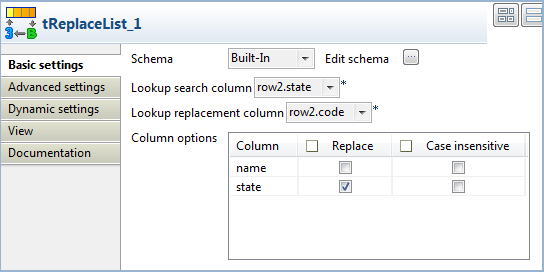 tReplaceList_1
Basic settings
Advanced settings
Dynamic settings
View
Documentation
Schema Built-In Edit schema ...
Lookup search column row2.state *
Lookup replacement column row2.code *
Column options
Column Replace Case insensitive
name
state